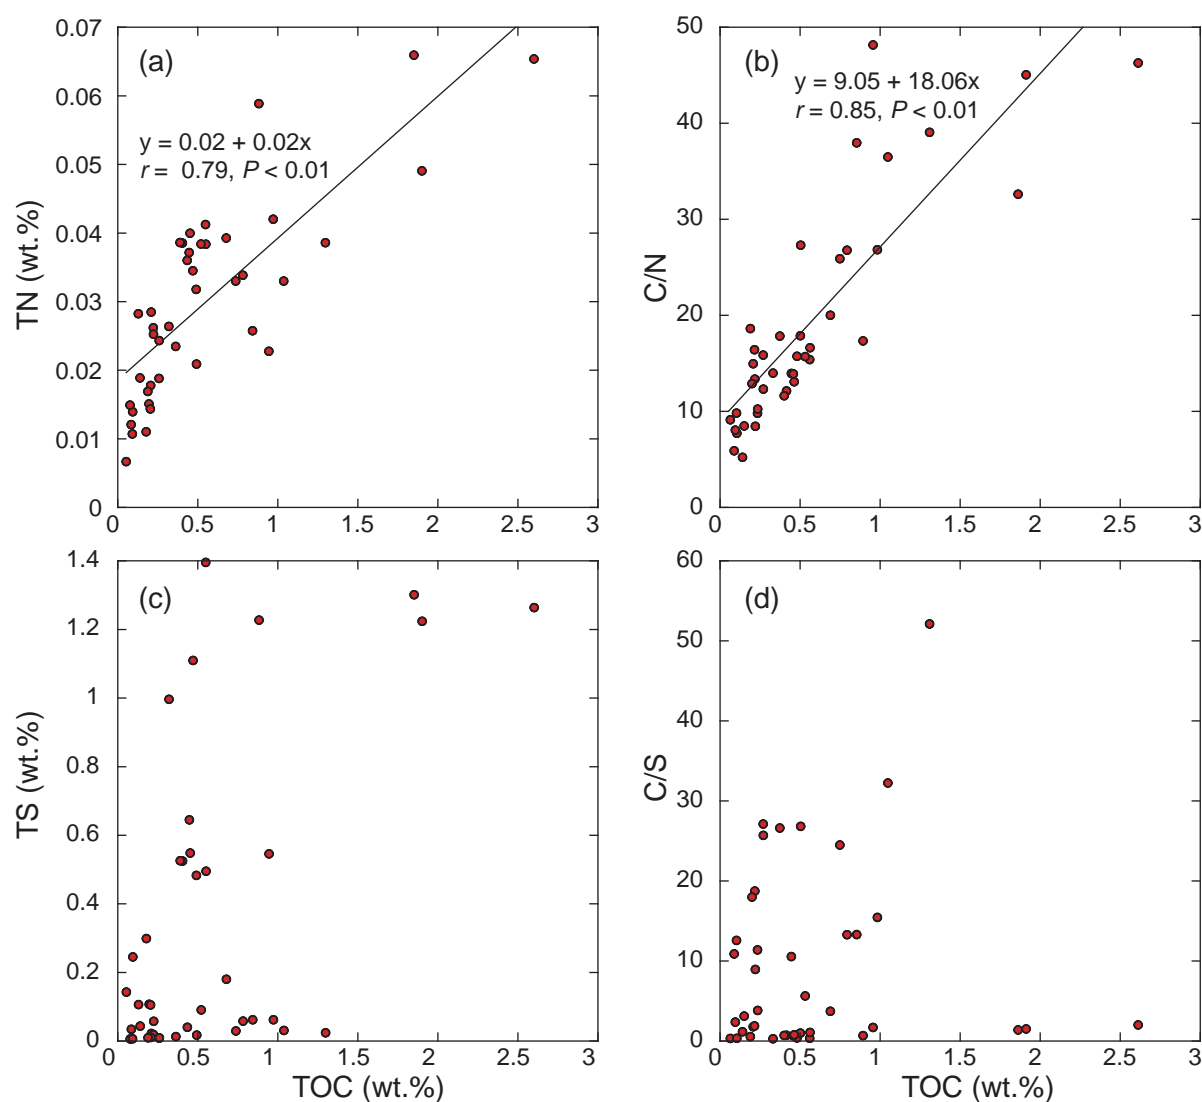 0.07
0.06
0.05
0.04
0.03
0.02
0.01
0
TN (wt.%)
(a)
y = 0.02 + 0.02x
r = 0.79, P < 0.01
0 0.5 1 1.5 2 2.5 3
50
40
30
20
10
0
C/N
(b)
y = 9.05 + 18.06x
r = 0.85, P < 0.01
0 0.5 1 1.5 2 2.5 3
1.4
1.2
1
0.8
0.6
0.4
0.2
0
TS (wt.%)
(c)
0.5 1 1.5 2 2.5 3
TOC (wt.%)
60
50
40
30
20
10
0
C/S
(d)
0.5 1 1.5 2 2.5 3
TOC (wt.%)